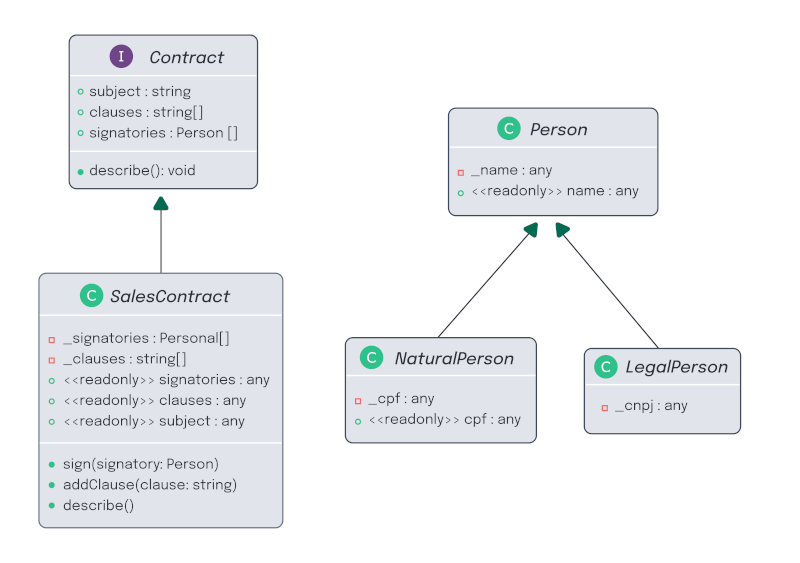 I Contract
subject : string
clauses : string[]
signatories : Person []
describe(): void
C Person
_name : any
<<readonly>> name : any
C SalesContract
_signatories : Personal[]
_clauses : string[]
<<readonly>> signatories : any
<<readonly>> clauses : any
<<readonly>> subject : any
sign(signatory: Person)
addClause(clause: string)
describe()
C NaturalPerson
_cpf : any
<<readonly>> cpf : any
C LegalPerson
_cnpj : any